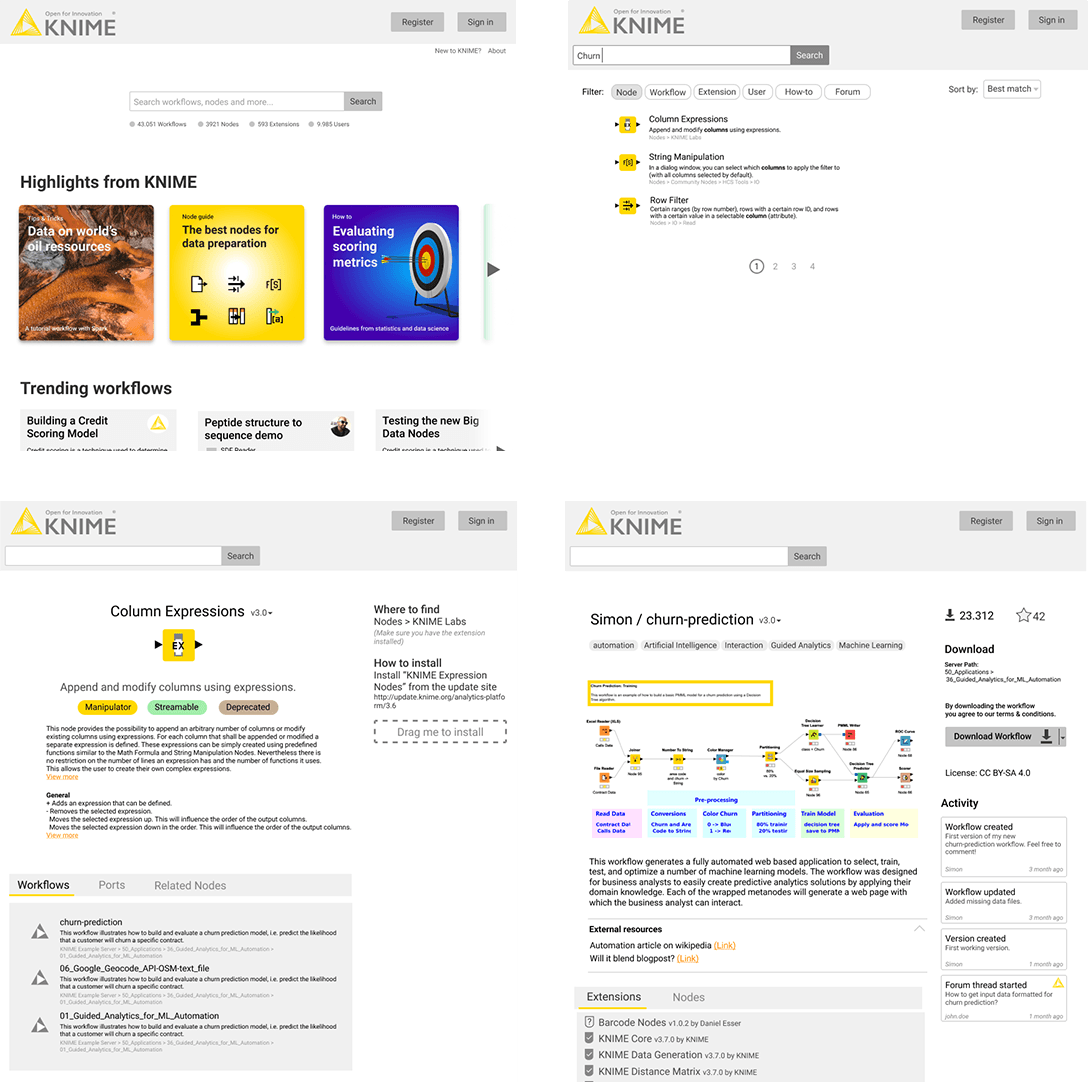 Open for Innovation
KNIME
Register
Sign in
New to KNIME? About
Search workflows, nodes and more...
Search
43.051 Workflows
3921 Nodes
593 Extensions
9.985 Users
Highlights from KNIME
Tips & Tricks
Data on world's
oil ressources
A tutorial workflow with Spark
Node guide
The best nodes for
data preparation
F[S]
[a]
How to
Evaluating
scoring
metrics
Guidelines from statistics and data science
Trending workflows
Building a Credit
Scoring Model
Credit scoring is a technique used to determine
Peptide structure to
sequence demo
SDF Reader
Testing the new Big
Data Nodes
Credit scoring is a technique used
Open for Innovation
KNIME
Register
Sign in
Churn
Search
Filter:
Node
Workflow
Extension
User
How-to
Forum
Sort by:
Best match
EX
Column Expressions
Append and modify columns using expressions.
Nodes > KNIME Labs
f[s]
String Manipulation
In a dialog window, you can select which columns to apply the filter to
(with all columns selected by default).
Nodes > Community Nodes > HCS Tools > IO
Row Filter
Certain ranges (by row number), rows with a certain row ID, and rows
with a certain value in a selectable column (attribute).
Nodes > IO > Read
1 2 3 4
Open for Innovation
KNIME
Register
Sign in
Search
Column Expressions v3.0
EX
Append and modify columns using expressions.
Manipulator
Streamable
Deprecated
This node provides the possibility to append an arbitrary number of columns or modify
existing columns using expressions. For each column that shall be appended or modified a
separate expression is defined. These expressions can be simply created using predefined
functions similar to the Math Formula and String Manipulation Nodes. Nevertheless there is
no restriction on the number of lines an expression has and the number of functions it uses.
This allows the user to create their own complex expressions.
View more
General
+ Adds an expression that can be defined.
- Removes the selected expression.
Moves the selected expression up. This will influence the order of the output columns.
Moves the selected expression down in the order. This will influence the order of the output columns.
View more
Where to find
Nodes > KNIME Labs
(Make sure you have the extension
installed)
How to install
Install “KNIME Expression
Nodes” from the update site
http://update.knime.org/analytics-platfo
rm/3.6
Drag me to install
Workflows
Ports
Related Nodes
churn-prediction
This workflow illustrates how to build and evaluate a churn prediction model, i.e. predict the likelihood
that a customer will churn a specific contract.
KNIME Example Server > 50_Applications > 36_Guided_Analytics_for_ML_Automation >
01_Guided_Analytics_for_ML_Automation
06_Google_Geocode_API-OSM-text_file
This workflow illustrates how to build and evaluate a churn prediction model, i.e. predict the likelihood
that a customer will churn a specific contract.
KNIME Example Server > 50_Applications > 36_Guided_Analytics_for_ML_Automation >
01_Guided_Analytics_for_ML_Automation
01_Guided_Analytics_for_ML_Automation
This workflow illustrates how to build and evaluate a churn prediction model, i.e. predict the likelihood
that a customer will churn a specific contract.
KNIME Example Server > 50_Applications > 36_Guided_Analytics_for_ML_Automation >
01_Guided_Analytics_for_ML_Automation
Open for Innovation
KNIME
Register
Sign in
Search
Simon / churn-prediction v3.0
automation
Artificial Intelligence
Interaction
Guided Analytics
Machine Learning
Churn Prediction: Training
This workflow is an example of how to build a basic PMML model for a churn prediction using a Decision
Tree algorithm.
Excel Reader (XLS)
Calls Data
File Reader
Contract Data
Joiner
Number To String
area code
and churn ->
String
Color Manager
by Churn
Partitioning
80%
vs. 20%
Decision
Tree Learner
class = Churn
PMML Writer
Equal Size Sampling
Decision Tree
Predictor
ROC Curve
Scorer
Pre-processing
Read Data
Contract Da
Calls Data
Conversions
Churn and Are
Code to String
Color Churn
0 -> Blu
1 -> Re
Partitioning
80% trainin
20% testin
Train Model
decision tree
save to PMM
Evaluation
Apply and score Mo
This workflow generates a fully automated web based application to select, train,
test, and optimize a number of machine learning models. The workflow was designed
for business analysts to easily create predictive analytics solutions by applying their
domain knowledge. Each of the wrapped metanodes will generate a web page with
which the business analyst can interact.
External resources
Automation article on wikipedia (Link)
Will it blend blogpost? (Link)
Extensions
Nodes
Barcode Nodes v1.0.2 by Daniel Esser
KNIME Core v3.7.0 by KNIME
KNIME Data Generation v3.7.0 by KNIME
KNIME Distance Matrix v3.7.0 by KNIME
23.312
42
Download
Server Path:
50_Applications >
36_Guided_Analytics_for_ML_Automation
By downloading the workflow
you agree to our terms & conditions.
Download Workflow
License: CC BY-SA 4.0
Activity
Workflow created
First version of my new
churn-prediction workflow. Feel free to
comment!
Simon
3 month ago
Workflow updated
Added missing data files.
Simon
3 month ago
Version created
First working version.
Simon
1 month ago
Forum thread started
How to get input data formatted for
churn prediction?
john.doe
1 month ago